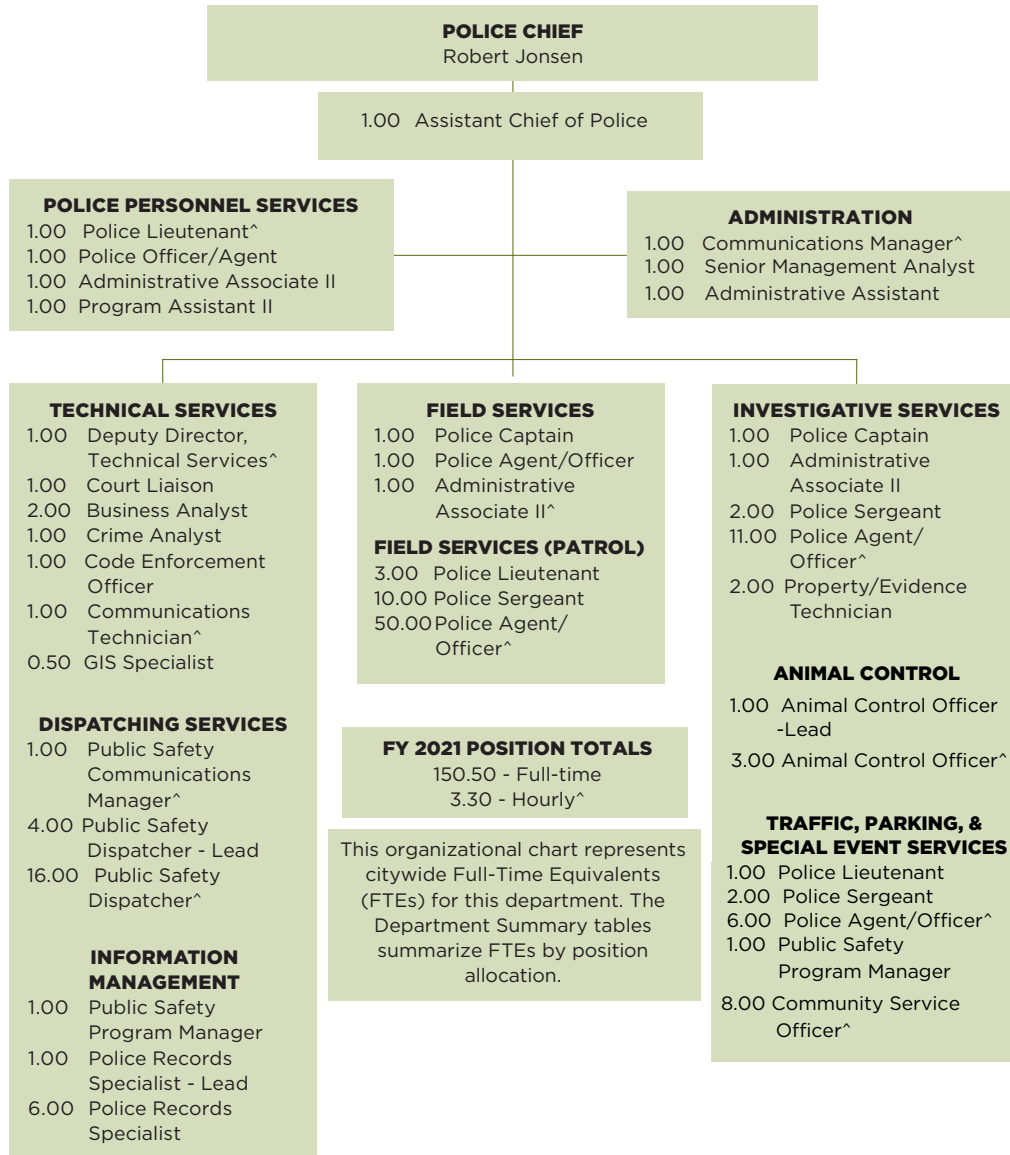 POLICE CHIEF
Robert Jonsen
1.00 Assistant Chief of Police
POLICE PERSONNEL SERVICES
1.00 Police Lieutenant^
1.00 Police Officer/Agent
1.00 Administrative Associate II
1.00 Program Assistant II
ADMINISTRATION
1.00 Communications Manager^
1.00 Senior Management Analyst
1.00 Administrative Assistant
TECHNICAL SERVICES
1.00 Deputy Director,
Technical Services^
1.00 Court Liaison
2.00 Business Analyst
1.00 Crime Analyst
1.00 Code Enforcement
Officer
1.00 Communications
Technician^
0.50 GIS Specialist
DISPATCHING SERVICES
1.00 Public Safety
Communications
Manager^
4.00 Public Safety
Dispatcher - Lead
16.00 Public Safety
Dispatcher^
INFORMATION
MANAGEMENT
1.00 Public Safety
Program Manager
1.00 Police Records
Specialist - Lead
6.00 Police Records
Specialist
FIELD SERVICES
1.00 Police Captain
1.00 Police Agent/Officer
1.00 Administrative
Associate II^
FIELD SERVICES (PATROL)
3.00 Police Lieutenant
10.00 Police Sergeant
50.00 Police Agent/
Officer^
FY 2021 POSITION TOTALS
150.50 - Full-time
3.30 - Hourly^
This organizational chart represents
citywide Full-Time Equivalents
(FTEs) for this department. The
Department Summary tables
summarize FTEs by position
allocation.
INVESTIGATIVE SERVICES
1.00 Police Captain
1.00 Administrative
Associate II
2.00 Police Sergeant
11.00 Police Agent/
Officer^
2.00 Property/Evidence
Technician
ANIMAL CONTROL
1.00 Animal Control Officer
-Lead
3.00 Animal Control Officer^
TRAFFIC, PARKING, &
SPECIAL EVENT SERVICES
1.00 Police Lieutenant
2.00 Police Sergeant
6.00 Police Agent/Officer^
1.00 Public Safety
Program Manager
8.00 Community Service
Officer^